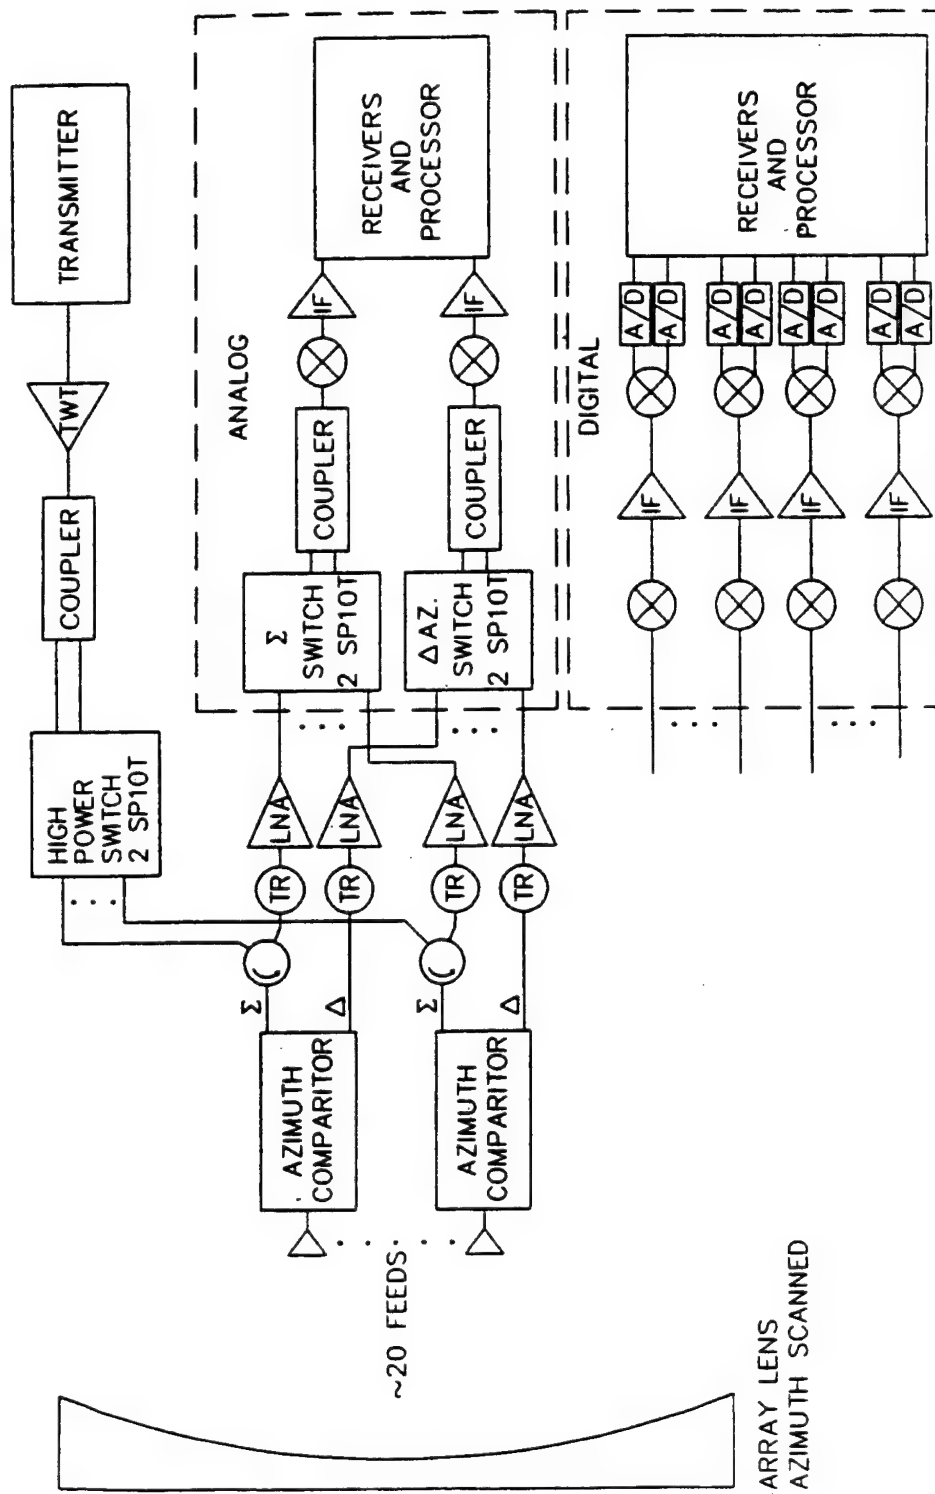 TRANSMITTER
TWT
COUPLER
HIGH
POWER
SWITCH
2 SP10T
. . .
ANALOG
RECEIVERS
AND
PROCESSOR
IF
IF
COUPLER
COUPLER
Σ
SWITCH
2 SP10T
Δ AZ.
SWITCH
2 SP10T
. . .
. . .
LNA
LNA
LNA
LNA
TR
TR
TR
TR
Σ
Δ
Σ
Δ
AZIMUTH
COMPARITOR
AZIMUTH
COMPARITOR
~20 FEEDS
ARRAY LENS
AZIMUTH SCANNED
DIGITAL
RECEIVERS
AND
PROCESSOR
A/D
A/D
A/D
A/D
A/D
A/D
A/D
A/D
IF
IF
IF
IF
. . .
. . .